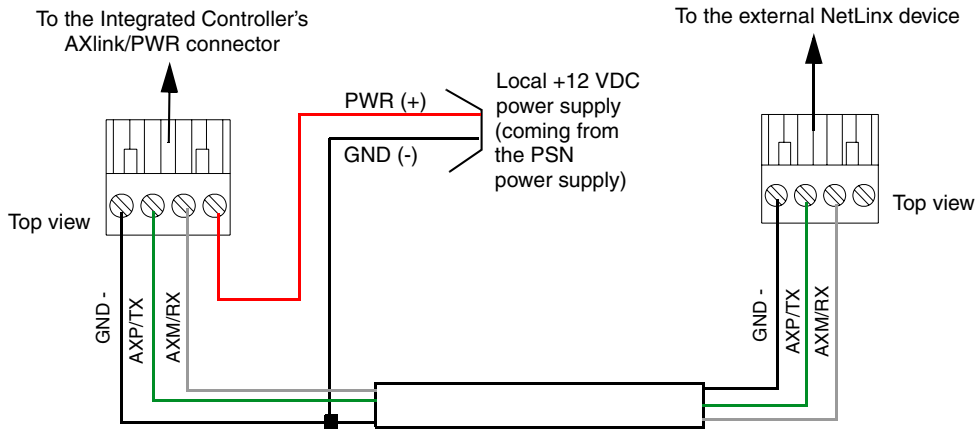 To the Integrated Controller's
AXlink/PWR connector
To the external NetLinx device
PWR (+)
GND (-)
Local +12 VDC
power supply
(coming from
the PSN
power supply)
Top view
Top view
GND -
AXP/TX
AXM/RX
GND -
AXP/TX
AXM/RX